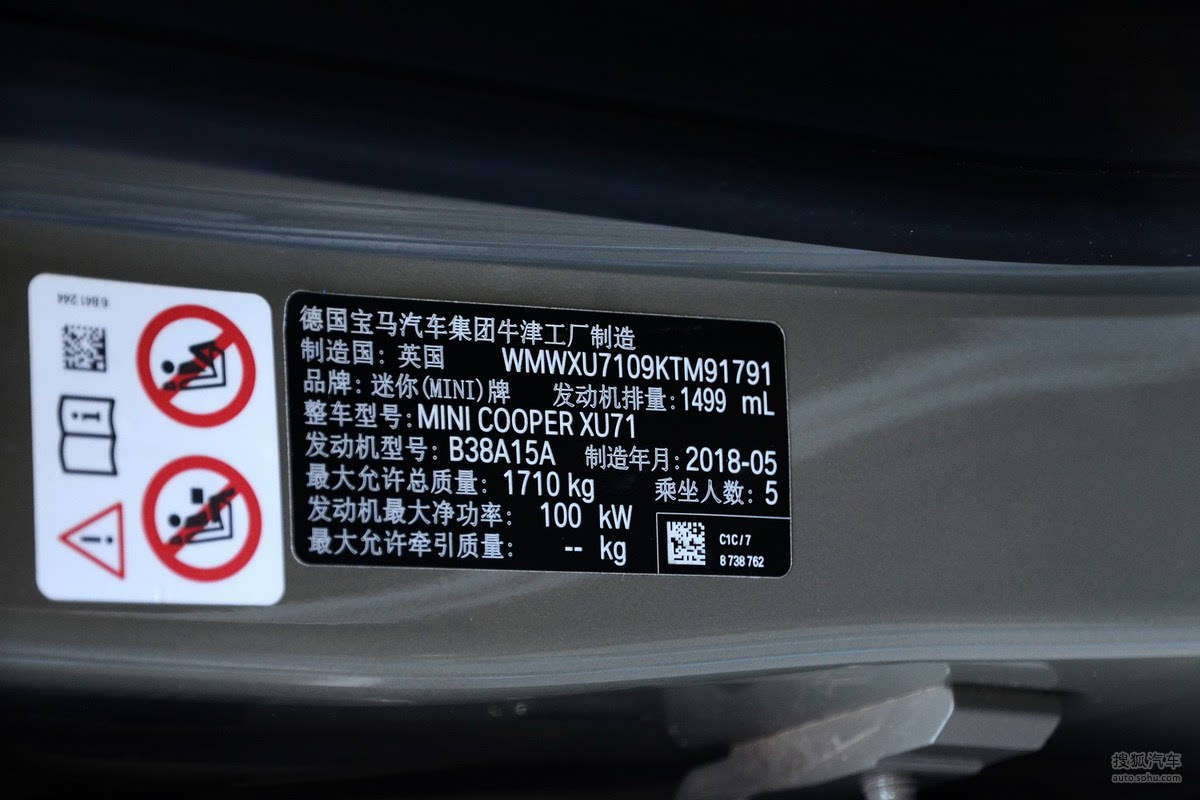 6841244
德国宝马汽车集团牛津工厂制造
制造国：英国 WMWXU7109KTM91791
品牌：迷你(MINI)牌 发动机排量：1499 mL
整车型号：MINI COOPER XU71
发动机型号：B38A15A 制造年月：2018-05
最大允许总质量：1710 kg 乘坐人数：5
发动机最大净功率：100 kW
最大允许牵引质量：-- kg
C1C/7
8 738 762
搜狐汽车
auto.sohu.com